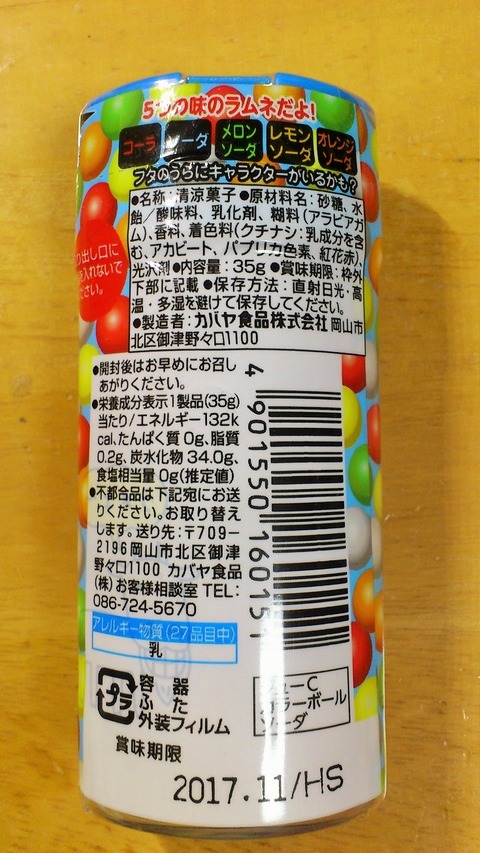 5つの味のラムネだよ!
コーラ ソーダ メロンソーダ レモンソーダ オレンジソーダ
フタのうらにキャラクターがいるかも?
●名称:清涼菓子●原材料名:砂糖、水
飴/酸味料、乳化剤、糊料(アラビアガ
ム)、香料、着色料(クチナシ:乳成分を含
む、アカビート、パプリカ色素、紅花赤)、
光沢剤●内容量:35g●賞味期限:枠外
下部に記載●保存方法:直射日光・高
温・多湿を避けて保存してください。
●製造者:カバヤ食品株式会社 岡山市
北区御津野々口1100
り出し口に
を入れないで
ださい。
●開封後はお早めにお召し
あがりください。
●栄養成分表示1製品(35g)
当たり/エネルギー132k
cal、たんぱく質 0g、脂質
0.2g、炭水化物 34.0g、
食塩相当量 0g(推定値)
●不都合品は下記宛にお送
りください。お取り替えし
ます。送り先:〒709-
2196岡山市北区御津
野々口1100 カバヤ食品
(株)お客様相談室 TEL:
086-724-5670
4 901550 160151
アレルギー物質(27品目中)
乳
プラ
容器
ふた
外装フィルム
ューC
カラーボール
ソーダ
賞味期限
2017.11/HS